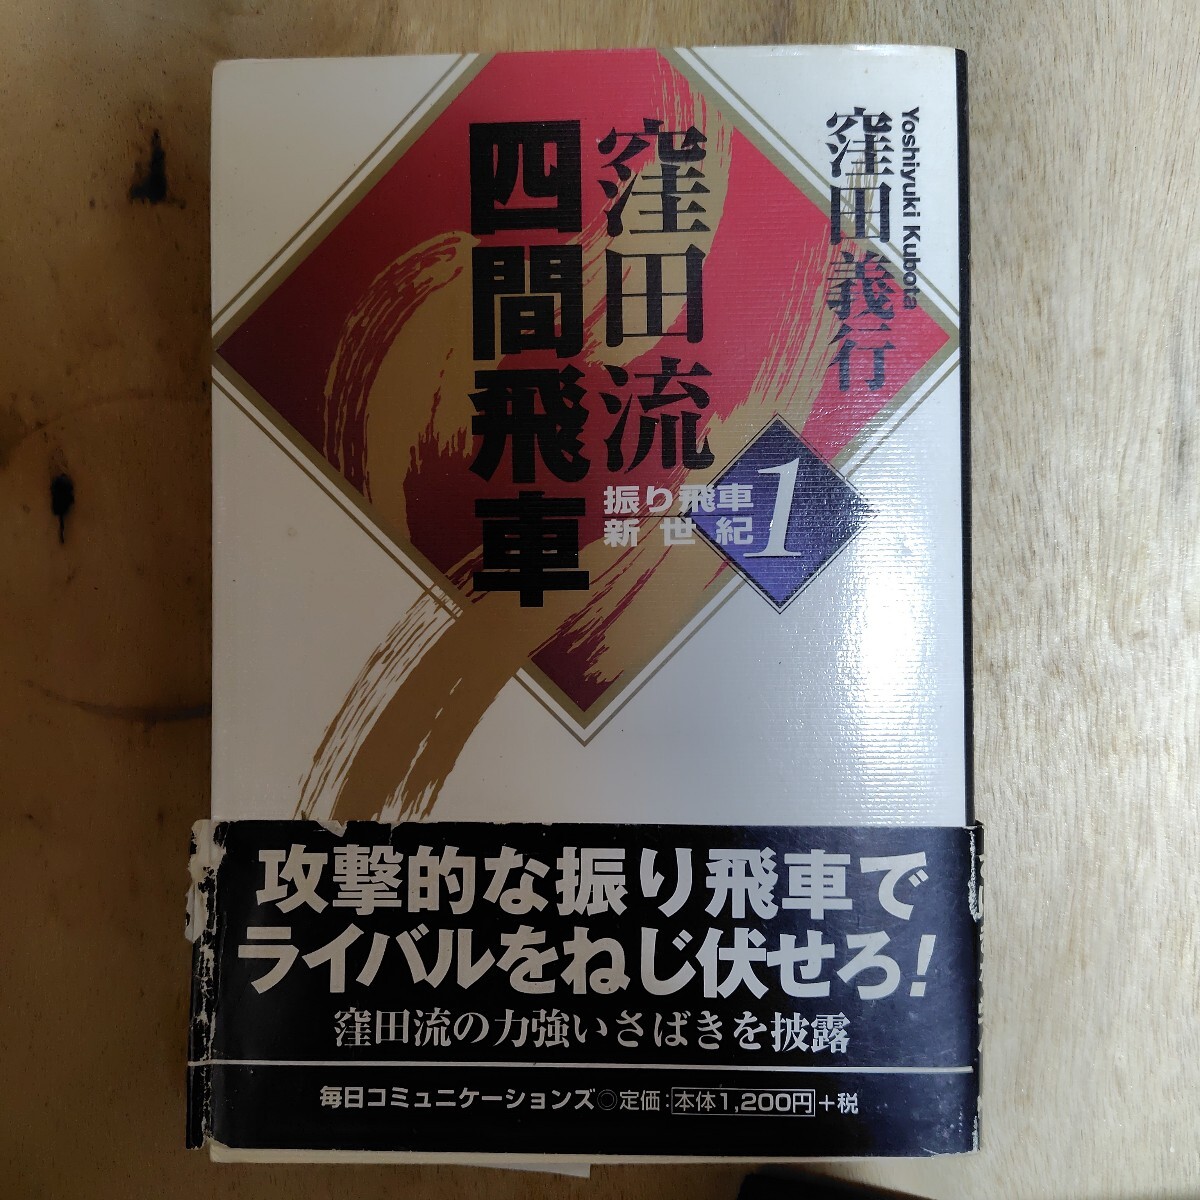 窪田義行
Yoshiyuki Kubota
窪田流
四間飛車
振り飛車
新世紀
1
攻撃的な振り飛車で
ライバルをねじ伏せろ!
窪田流の力強いさばきを披露
毎日コミュニケーションズ◎定価:本体1,200円+税